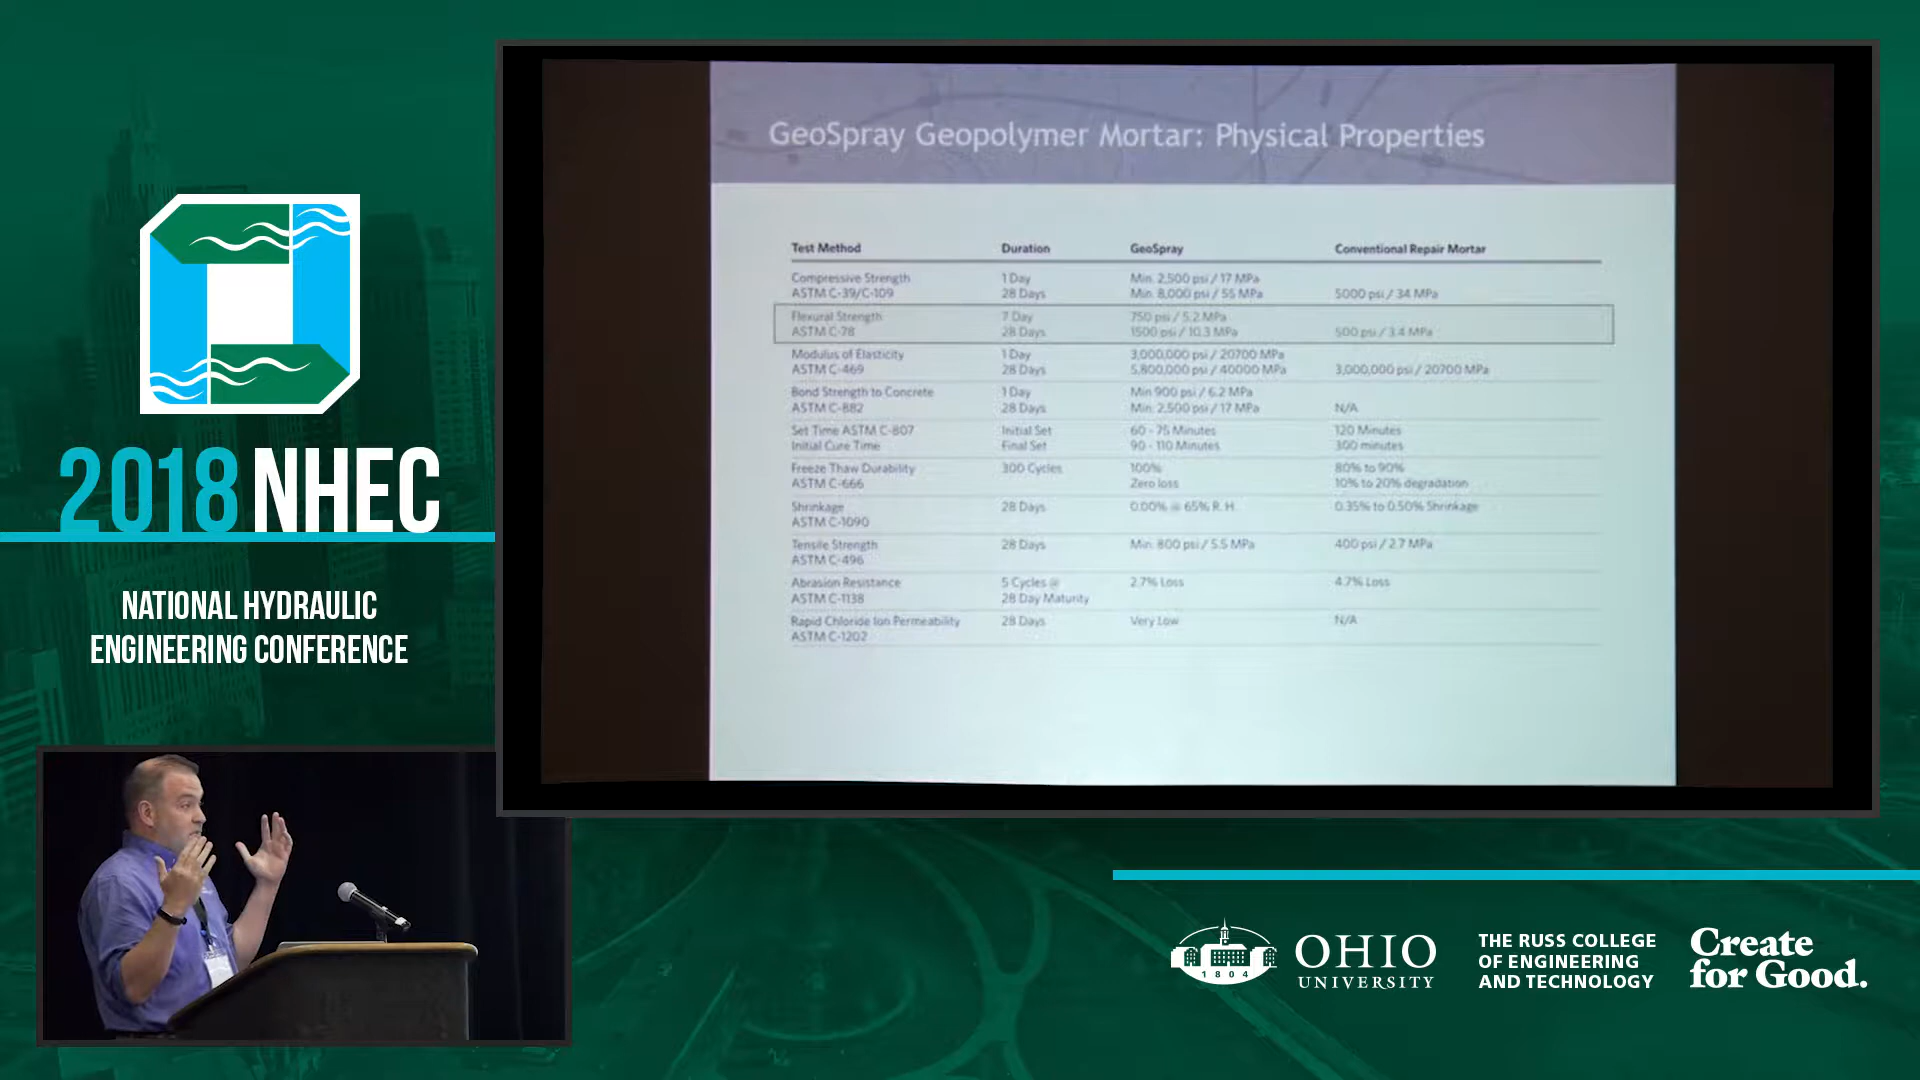 GeoSpray Geopolymer Mortar: Physical Properties
Test Method Duration GeoSpray Conventional Repair Mortar
Compressive Strength 1 Day Min. 2,500 psi / 17 MPa
ASTM C-39/C-109 28 Days Min. 8,000 psi / 55 MPa 5000 psi / 34 MPa
Flexural Strength 7 Day 750 psi / 5.2 MPa
ASTM C-78 28 Days 1500 psi / 10.3 MPa 500 psi / 3.4 MPa
Modulus of Elasticity 1 Day 3,000,000 psi / 20700 MPa
ASTM C-469 28 Days 5,800,000 psi / 40000 MPa 3,000,000 psi / 20700 MPa
Bond Strength to Concrete 1 Day Min 900 psi / 6.2 MPa
ASTM C-882 28 Days Min. 2,500 psi / 17 MPa N/A
Set Time ASTM C-807 Initial Set 60 - 75 Minutes 120 Minutes
Initial Cure Time Final Set 90 - 110 Minutes 300 minutes
Freeze Thaw Durability 300 Cycles 100% 80% to 90%
ASTM C-666 Zero loss 10% to 20% degradation
Shrinkage 28 Days 0.00% @ 65% R. H. 0.35% to 0.50% Shrinkage
ASTM C-1090
Tensile Strength 28 Days Min. 800 psi / 5.5 MPa 400 psi / 2.7 MPa
ASTM C-496
Abrasion Resistance 5 Cycles @ 2.7% Loss 4.7% Loss
ASTM C-1138 28 Day Maturity
Rapid Chloride Ion Permeability 28 Days Very Low N/A
ASTM C-1202
2018 NHEC
NATIONAL HYDRAULIC
ENGINEERING CONFERENCE
1804
OHIO
UNIVERSITY
THE RUSS COLLEGE
OF ENGINEERING
AND TECHNOLOGY
Create
for Good.